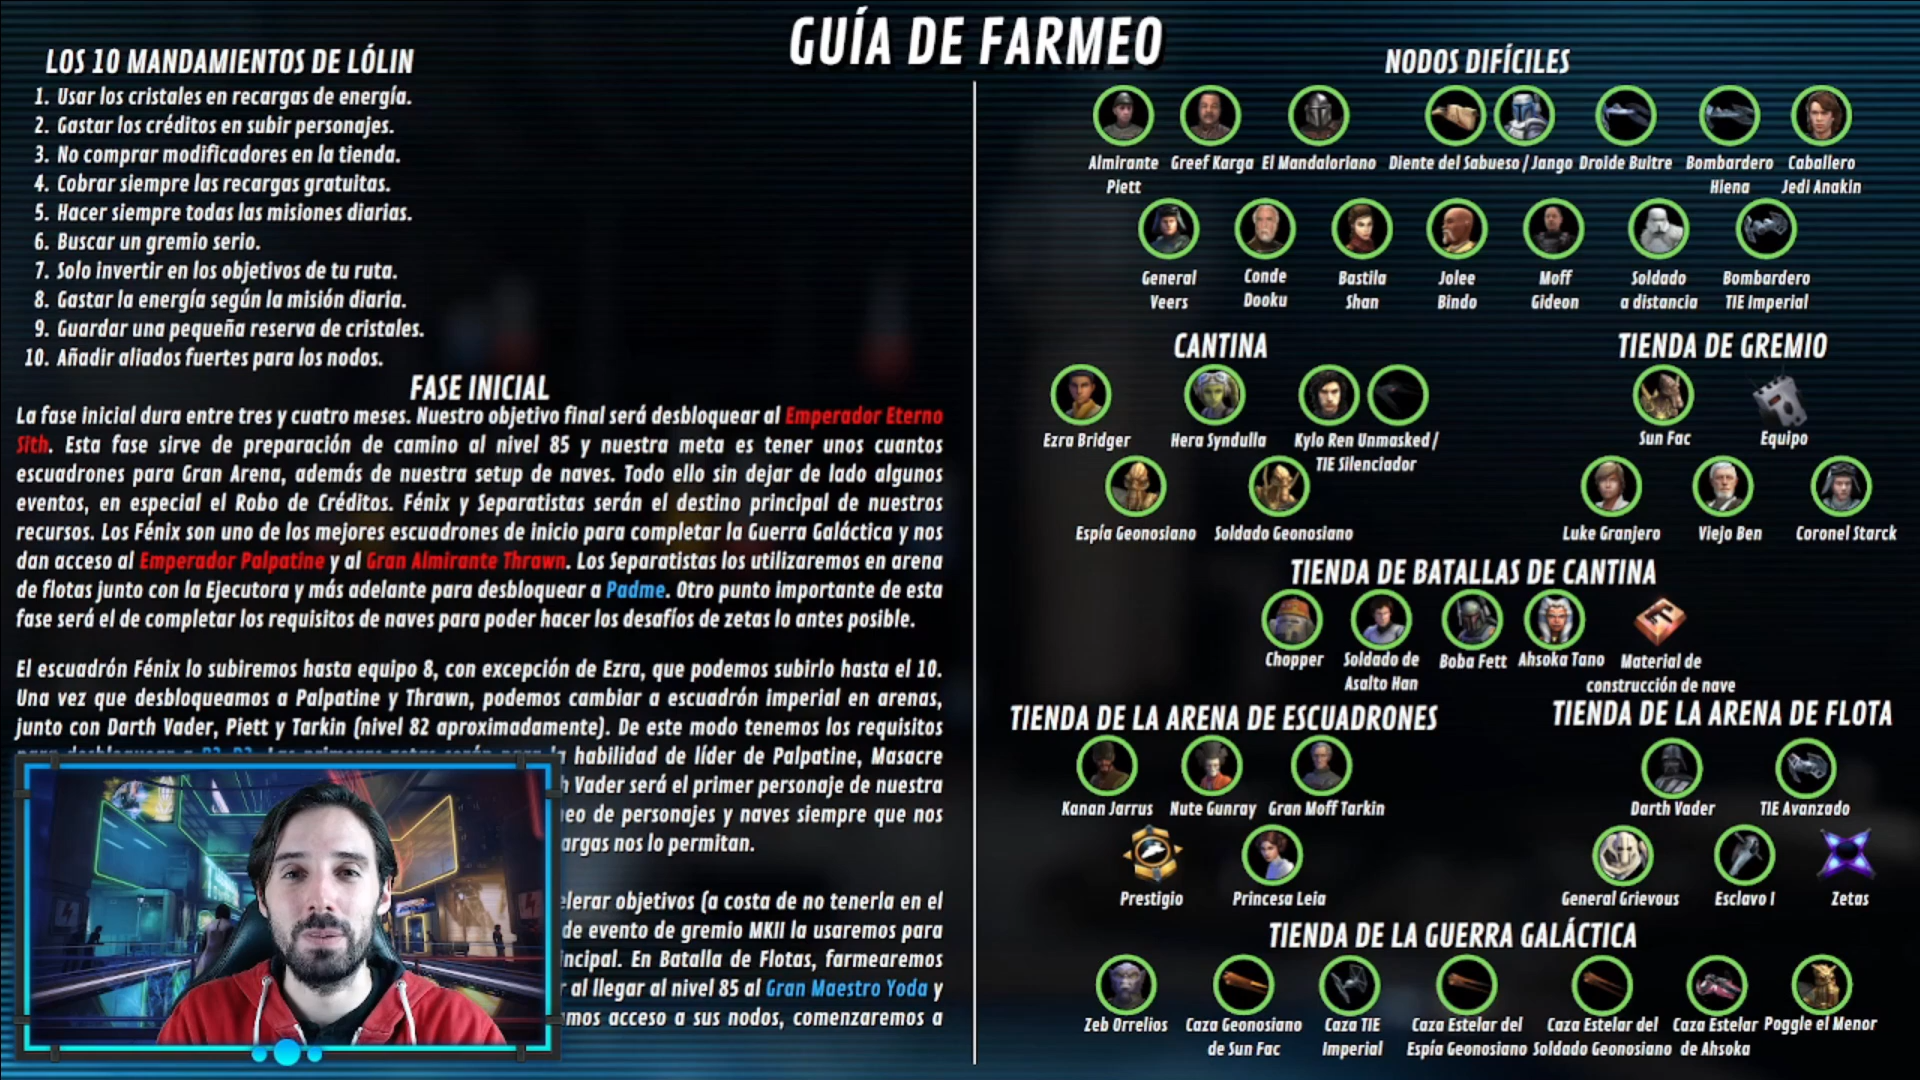 GUÍA DE FARMEO
LOS 10 MANDAMIENTOS DE LÓLIN
1. Usar los cristales en recargas de energía.
2. Gastar los créditos en subir personajes.
3. No comprar modificadores en la tienda.
4. Cobrar siempre las recargas gratuitas.
5. Hacer siempre todas las misiones diarias.
6. Buscar un gremio serio.
7. Solo invertir en los objetivos de tu ruta.
8. Gastar la energía según la misión diaria.
9. Guardar una pequeña reserva de cristales.
10. Añadir aliados fuertes para los nodos.
FASE INICIAL
La fase inicial dura entre tres y cuatro meses. Nuestro objetivo final será desbloquear al Emperador Eterno
Sith. Esta fase sirve de preparación de camino al nivel 85 y nuestra meta es tener unos cuantos
escuadrones para Gran Arena, además de nuestra setup de naves. Todo ello sin dejar de lado algunos
eventos, en especial el Robo de Créditos. Fénix y Separatistas serán el destino principal de nuestros
recursos. Los Fénix son uno de los mejores escuadrones de inicio para completar la Guerra Galáctica y nos
dan acceso al Emperador Palpatine y al Gran Almirante Thrawn. Los Separatistas los utilizaremos en arena
de flotas junto con la Ejecutora y más adelante para desbloquear a Padme. Otro punto importante de esta
fase será el de completar los requisitos de naves para poder hacer los desafíos de zetas lo antes posible.
El escuadrón Fénix lo subiremos hasta equipo 8, con excepción de Ezra, que podemos subirlo hasta el 10.
Una vez que desbloqueamos a Palpatine y Thrawn, podemos cambiar a escuadrón imperial en arenas,
junto con Darth Vader, Piett y Tarkin (nivel 82 aproximadamente). De este modo tenemos los requisitos
habilidad de líder de Palpatine, Masacre
Vader será el primer personaje de nuestra
de personajes y naves siempre que nos
nos lo permitan.
objetivos (a costa de no tenerla en el
de evento de gremio MKII la usaremos para
En Batalla de Flotas, farmearemos
al llegar al nivel 85 al Gran Maestro Yoda y
acceso a sus nodos, comenzaremos a
NODOS DIFÍCILES
Almirante Greef Karga El Mandaloriano Diente del Sabueso / Jango Droide Buitre Bombardero Caballero
Piett Hiena Jedi Anakin
General Conde Bastila Jolee Moff Soldado Bombardero
Veers Dooku Shan Bindo Gideon a distancia TIE Imperial
CANTINA
Ezra Bridger Hera Syndulla Kylo Ren Unmasked /
TIE Silenciador
Espía Geonosiano Soldado Geonosiano
TIENDA DE GREMIO
Sun Fac Equipo
Luke Granjero Viejo Ben Coronel Starck
TIENDA DE BATALLAS DE CANTINA
Chopper Soldado de Boba Fett Ahsoka Tano Material de
Asalto Han construcción de nave
TIENDA DE LA ARENA DE ESCUADRONES
Kanan Jarrus Nute Gunray Gran Moff Tarkin
Prestigio Princesa Leia
TIENDA DE LA ARENA DE FLOTA
Darth Vader TIE Avanzado
General Grievous Esclavo I Zetas
TIENDA DE LA GUERRA GALÁCTICA
Zeb Orrelios Caza Geonosiano Caza TIE Caza Estelar del Caza Estelar del Caza Estelar Poggle el Menor
de Sun Fac Imperial Espía Geonosiano Soldado Geonosiano de Ahsoka